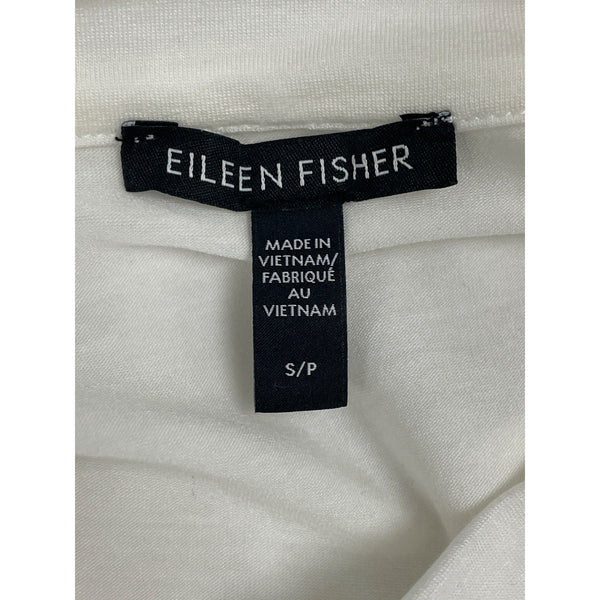 EILEEN FISHER
MADE IN
VIETNAM/
FABRIQUÉ
AU
VIETNAM
S/P